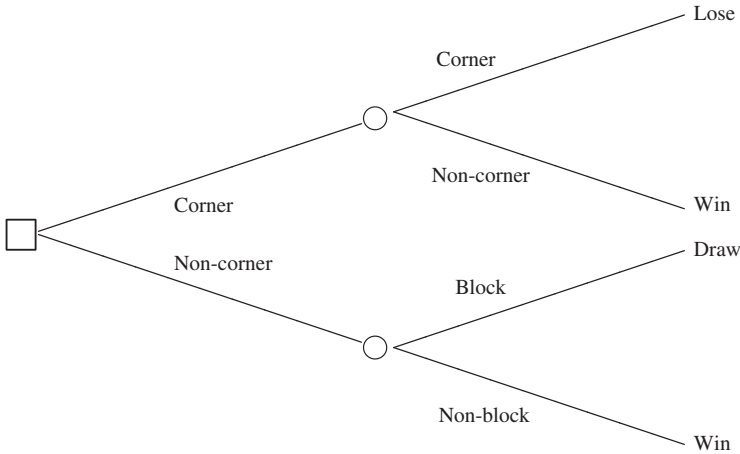 Lose
Corner
Non-corner
Corner
Win
Non-corner
Draw
Block
Non-block
Win